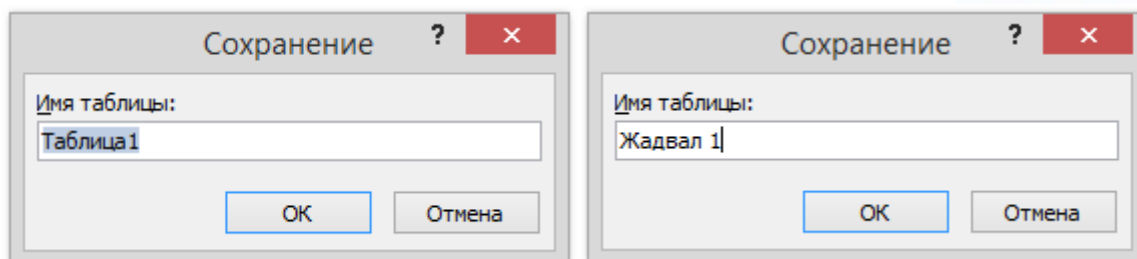 Сохранение ? ×
Имя таблицы:
Таблица1
ОК Отмена
Сохранение ? ×
Имя таблицы:
Жадвал 1
ОК Отмена